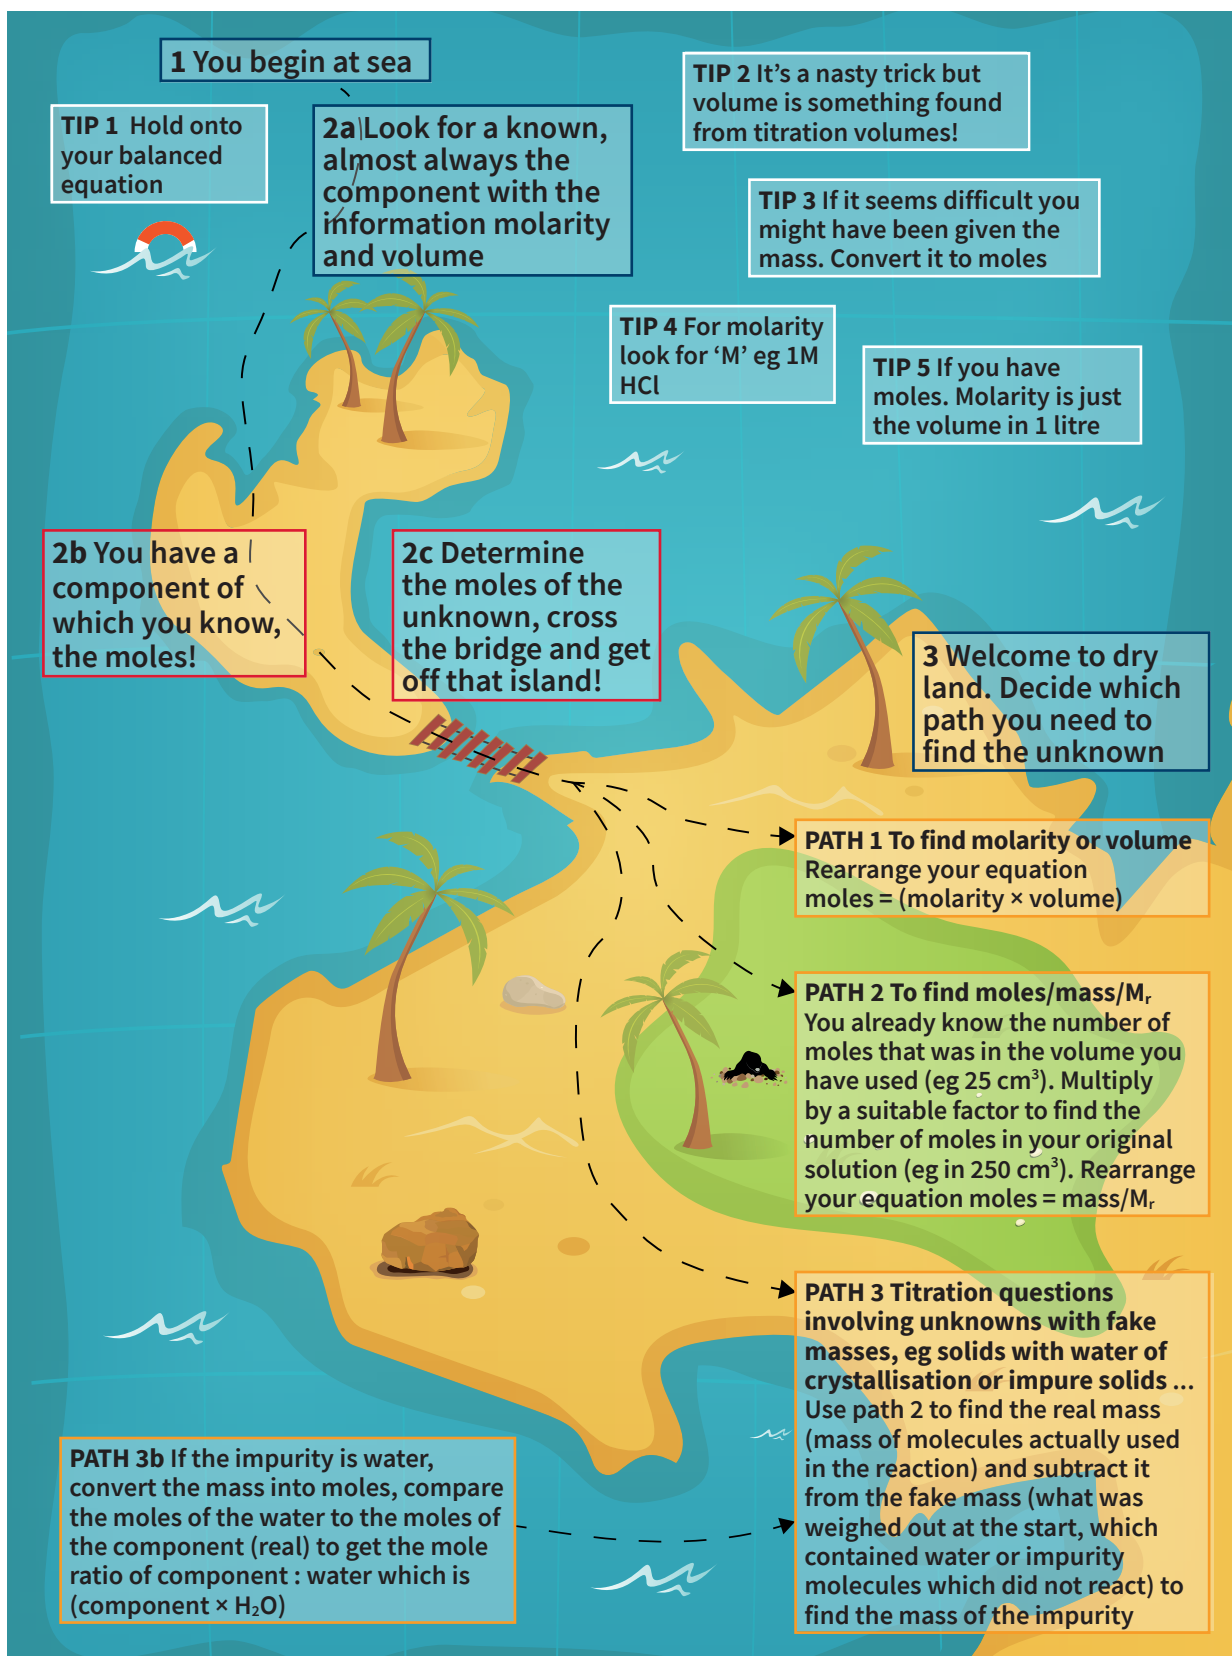 1 You begin at sea
TIP 1 Hold onto
your balanced
equation
2a Look for a known,
almost always the
component with the
information molarity
and volume
TIP 2 It's a nasty trick but
volume is something found
from titration volumes!
TIP 3 If it seems difficult you
might have been given the
mass. Convert it to moles
TIP 4 For molarity
look for ‘M’ eg 1M
HCl
TIP 5 If you have
moles. Molarity is just
the volume in 1 litre
2b You have a
component of
which you know,
the moles!
2c Determine
the moles of the
unknown, cross
the bridge and get
off that island!
3 Welcome to dry
land. Decide which
path you need to
find the unknown
PATH 1 To find molarity or volume
Rearrange your equation
moles = (molarity × volume)
PATH 2 To find moles/mass/Mᵣ
You already know the number of
moles that was in the volume you
have used (eg 25 cm³). Multiply
by a suitable factor to find the
number of moles in your original
solution (eg in 250 cm³). Rearrange
your equation moles = mass/Mᵣ
PATH 3 Titration questions
involving unknowns with fake
masses, eg solids with water of
crystallisation or impure solids ...
Use path 2 to find the real mass
(mass of molecules actually used
in the reaction) and subtract it
from the fake mass (what was
weighed out at the start, which
contained water or impurity
molecules which did not react) to
find the mass of the impurity
PATH 3b If the impurity is water,
convert the mass into moles, compare
the moles of the water to the moles of
the component (real) to get the mole
ratio of component : water which is
(component × H₂O)